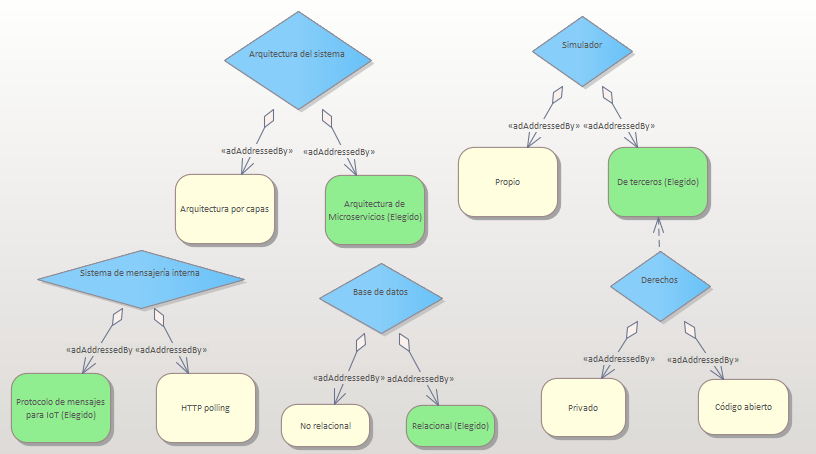 Arquitectura del sistema
«adAddressedBy»
«adAddressedBy»
Arquitectura por capas
Arquitectura de
Microservicios (Elegido)
Simulador
«adAddressedBy»
«adAddressedBy»
Propio
De terceros (Elegido)
Sistema de mensajería interna
«adAddressedBy
«adAddressedBy»
Protocolo de mensajes
para IoT (Elegido)
HTTP polling
Base de datos
«adAddressedBy»
adAddressedBy»
No relacional
Relacional (Elegido)
Derechos
«adAddressedBy»
«adAddressedBy»
Privado
Código abierto